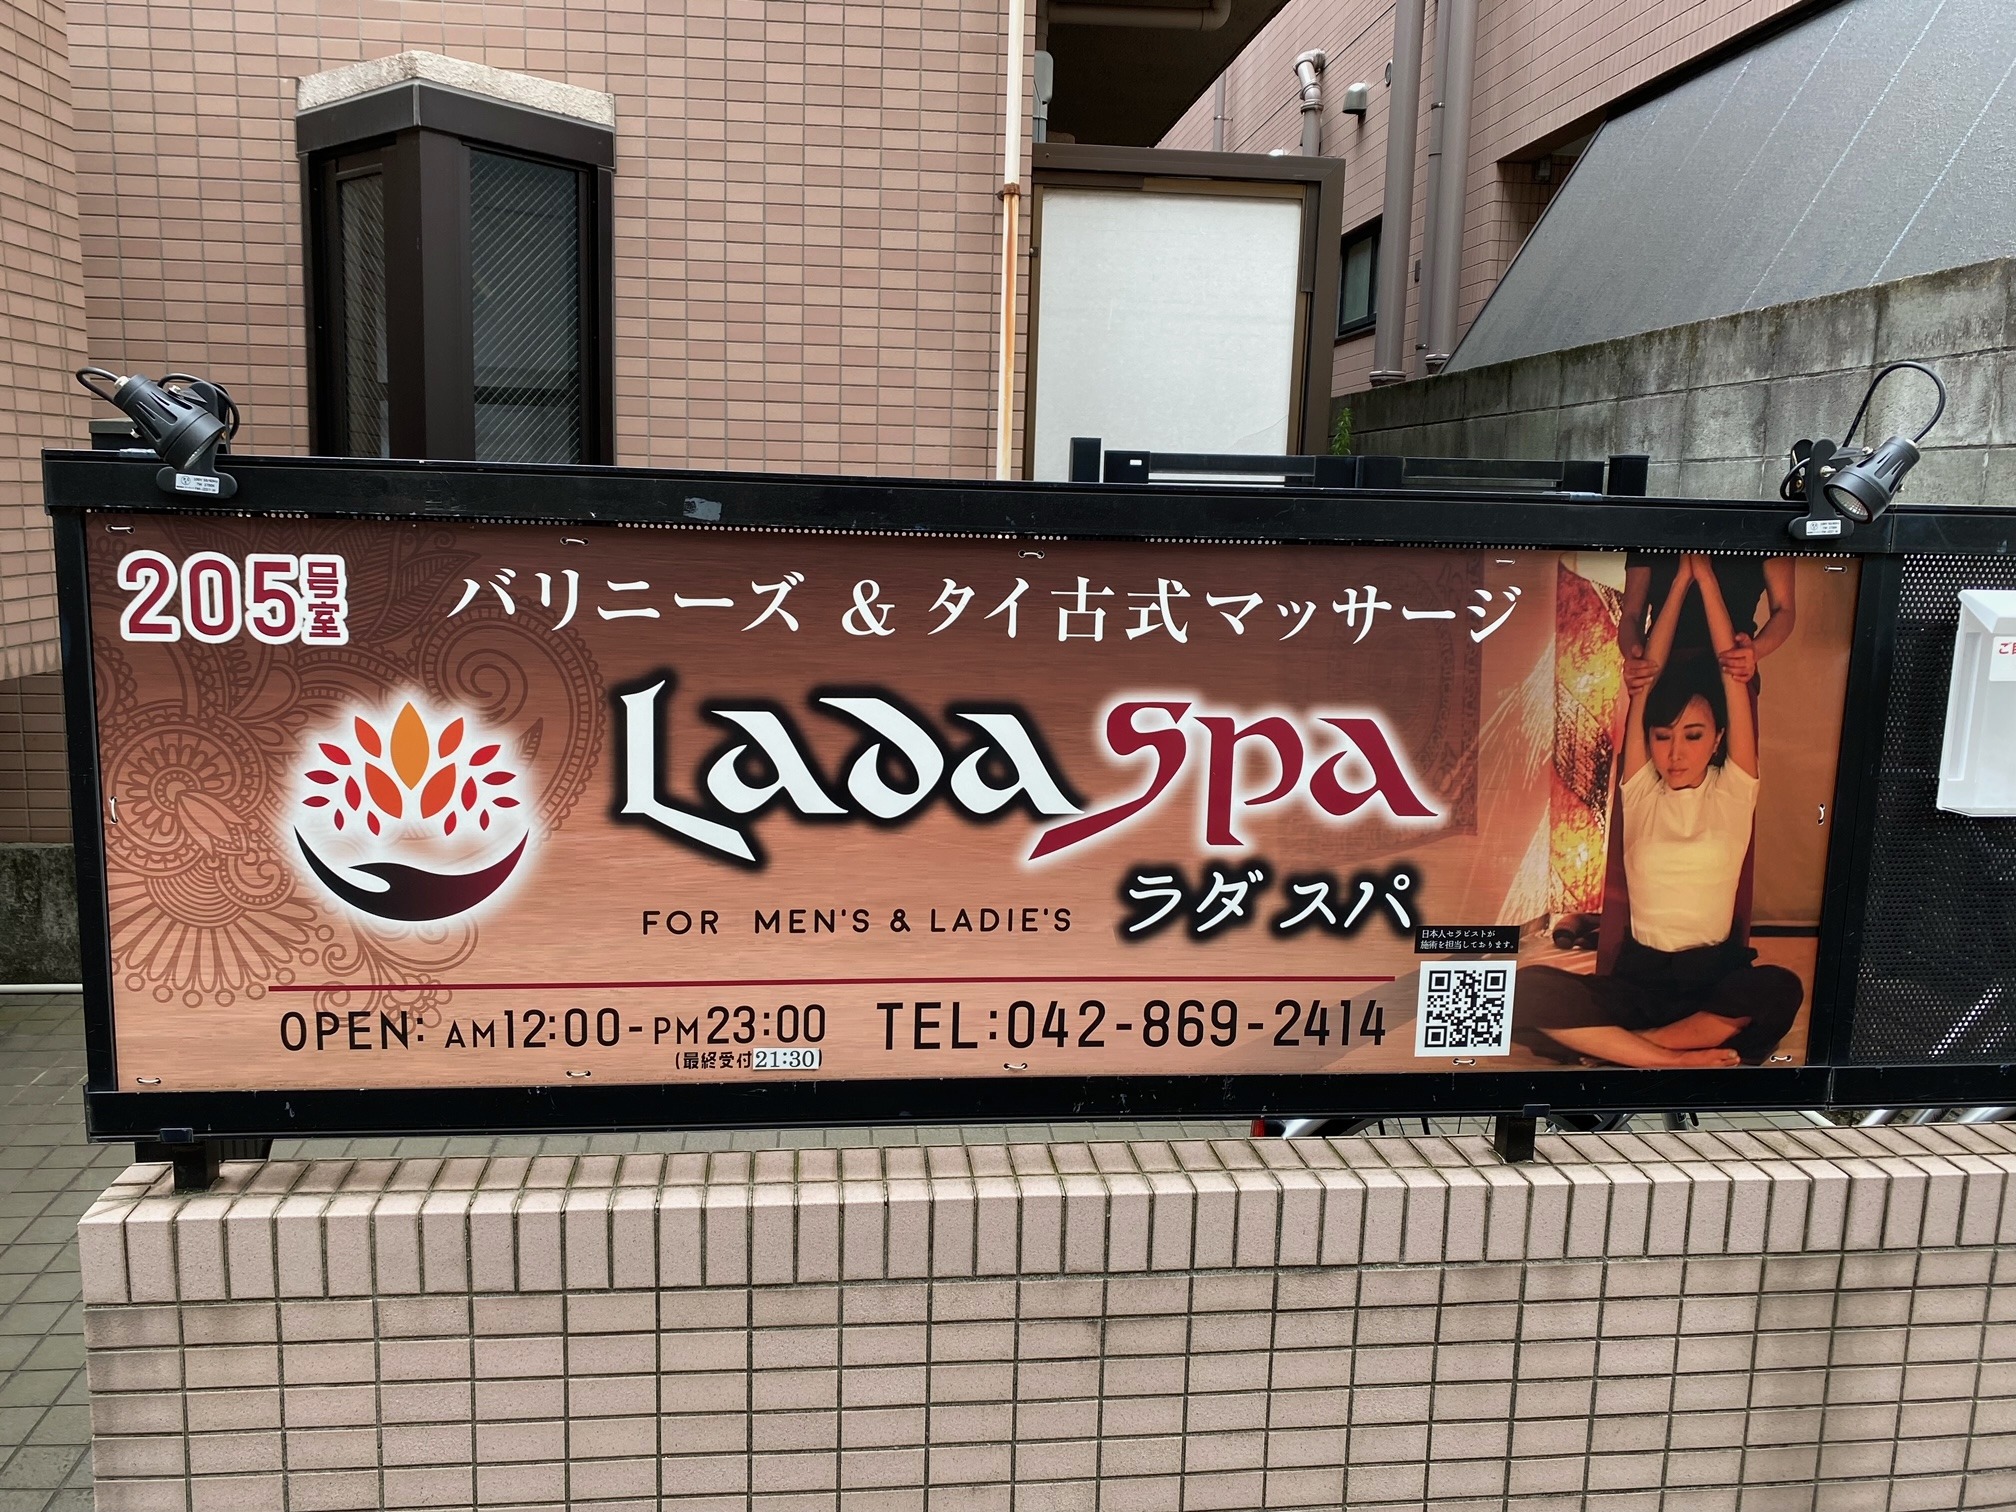 205号室
バリニーズ & タイ古式マッサージ
Lada Spa
ラダ スパ
FOR MEN'S & LADIE'S
日本人セラピストが
施術を担当しております。
OPEN: AM12:00-PM23:00
(最終受付21:30)
TEL:042-869-2414